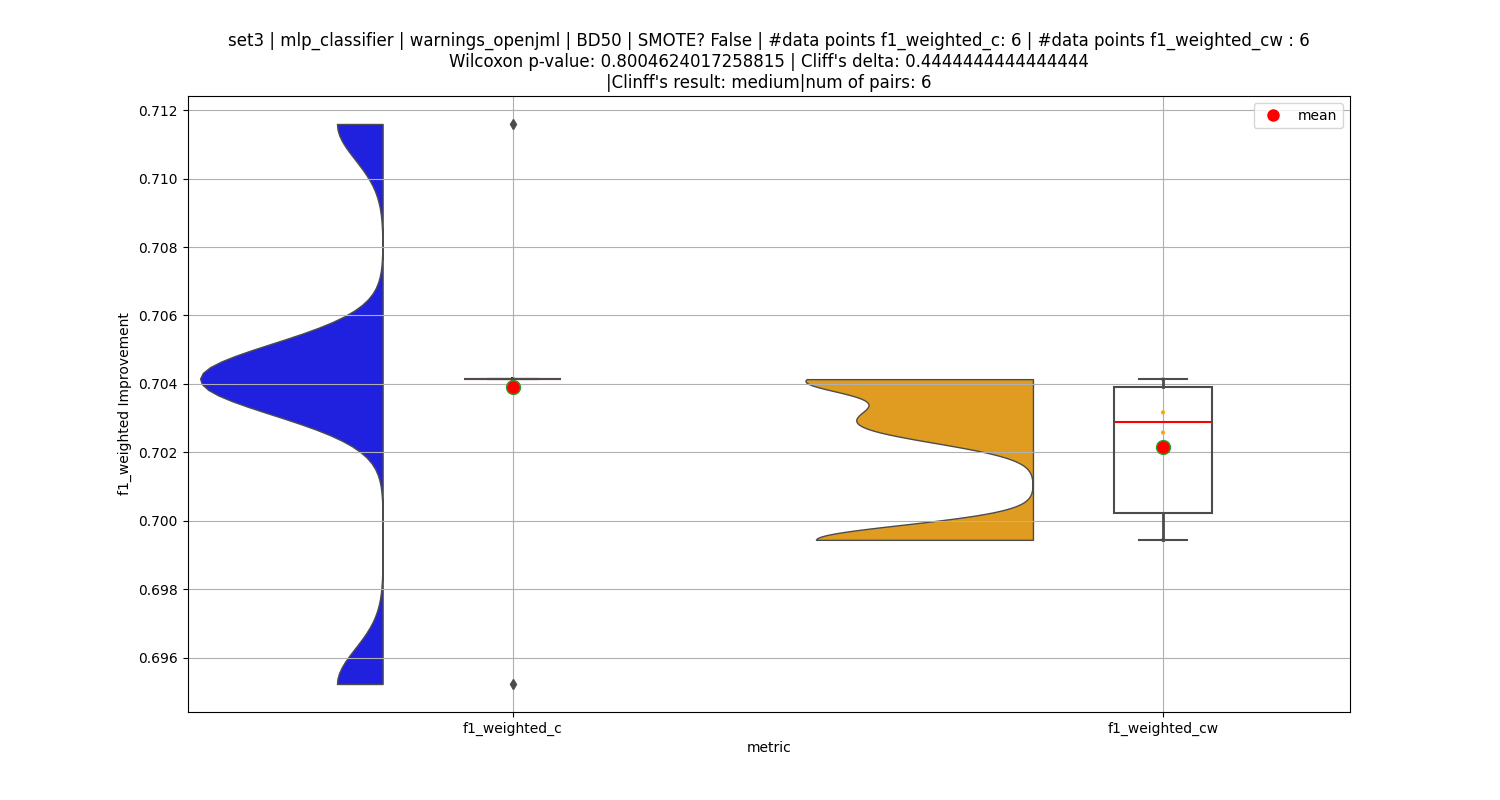 set3 | mlp_classifier | warnings_openjml | BD50 | SMOTE? False | #data points f1_weighted_c: 6 | #data points f1_weighted_cw : 6
Wilcoxon p-value: 0.8004624017258815 | Cliff's delta: 0.4444444444444444
|Clinff's result: medium|num of pairs: 6
mean
0.712
0.710
0.708
0.706
0.704
0.702
0.700
0.698
0.696
f1_weighted Improvement
f1_weighted_c
f1_weighted_cw
metric